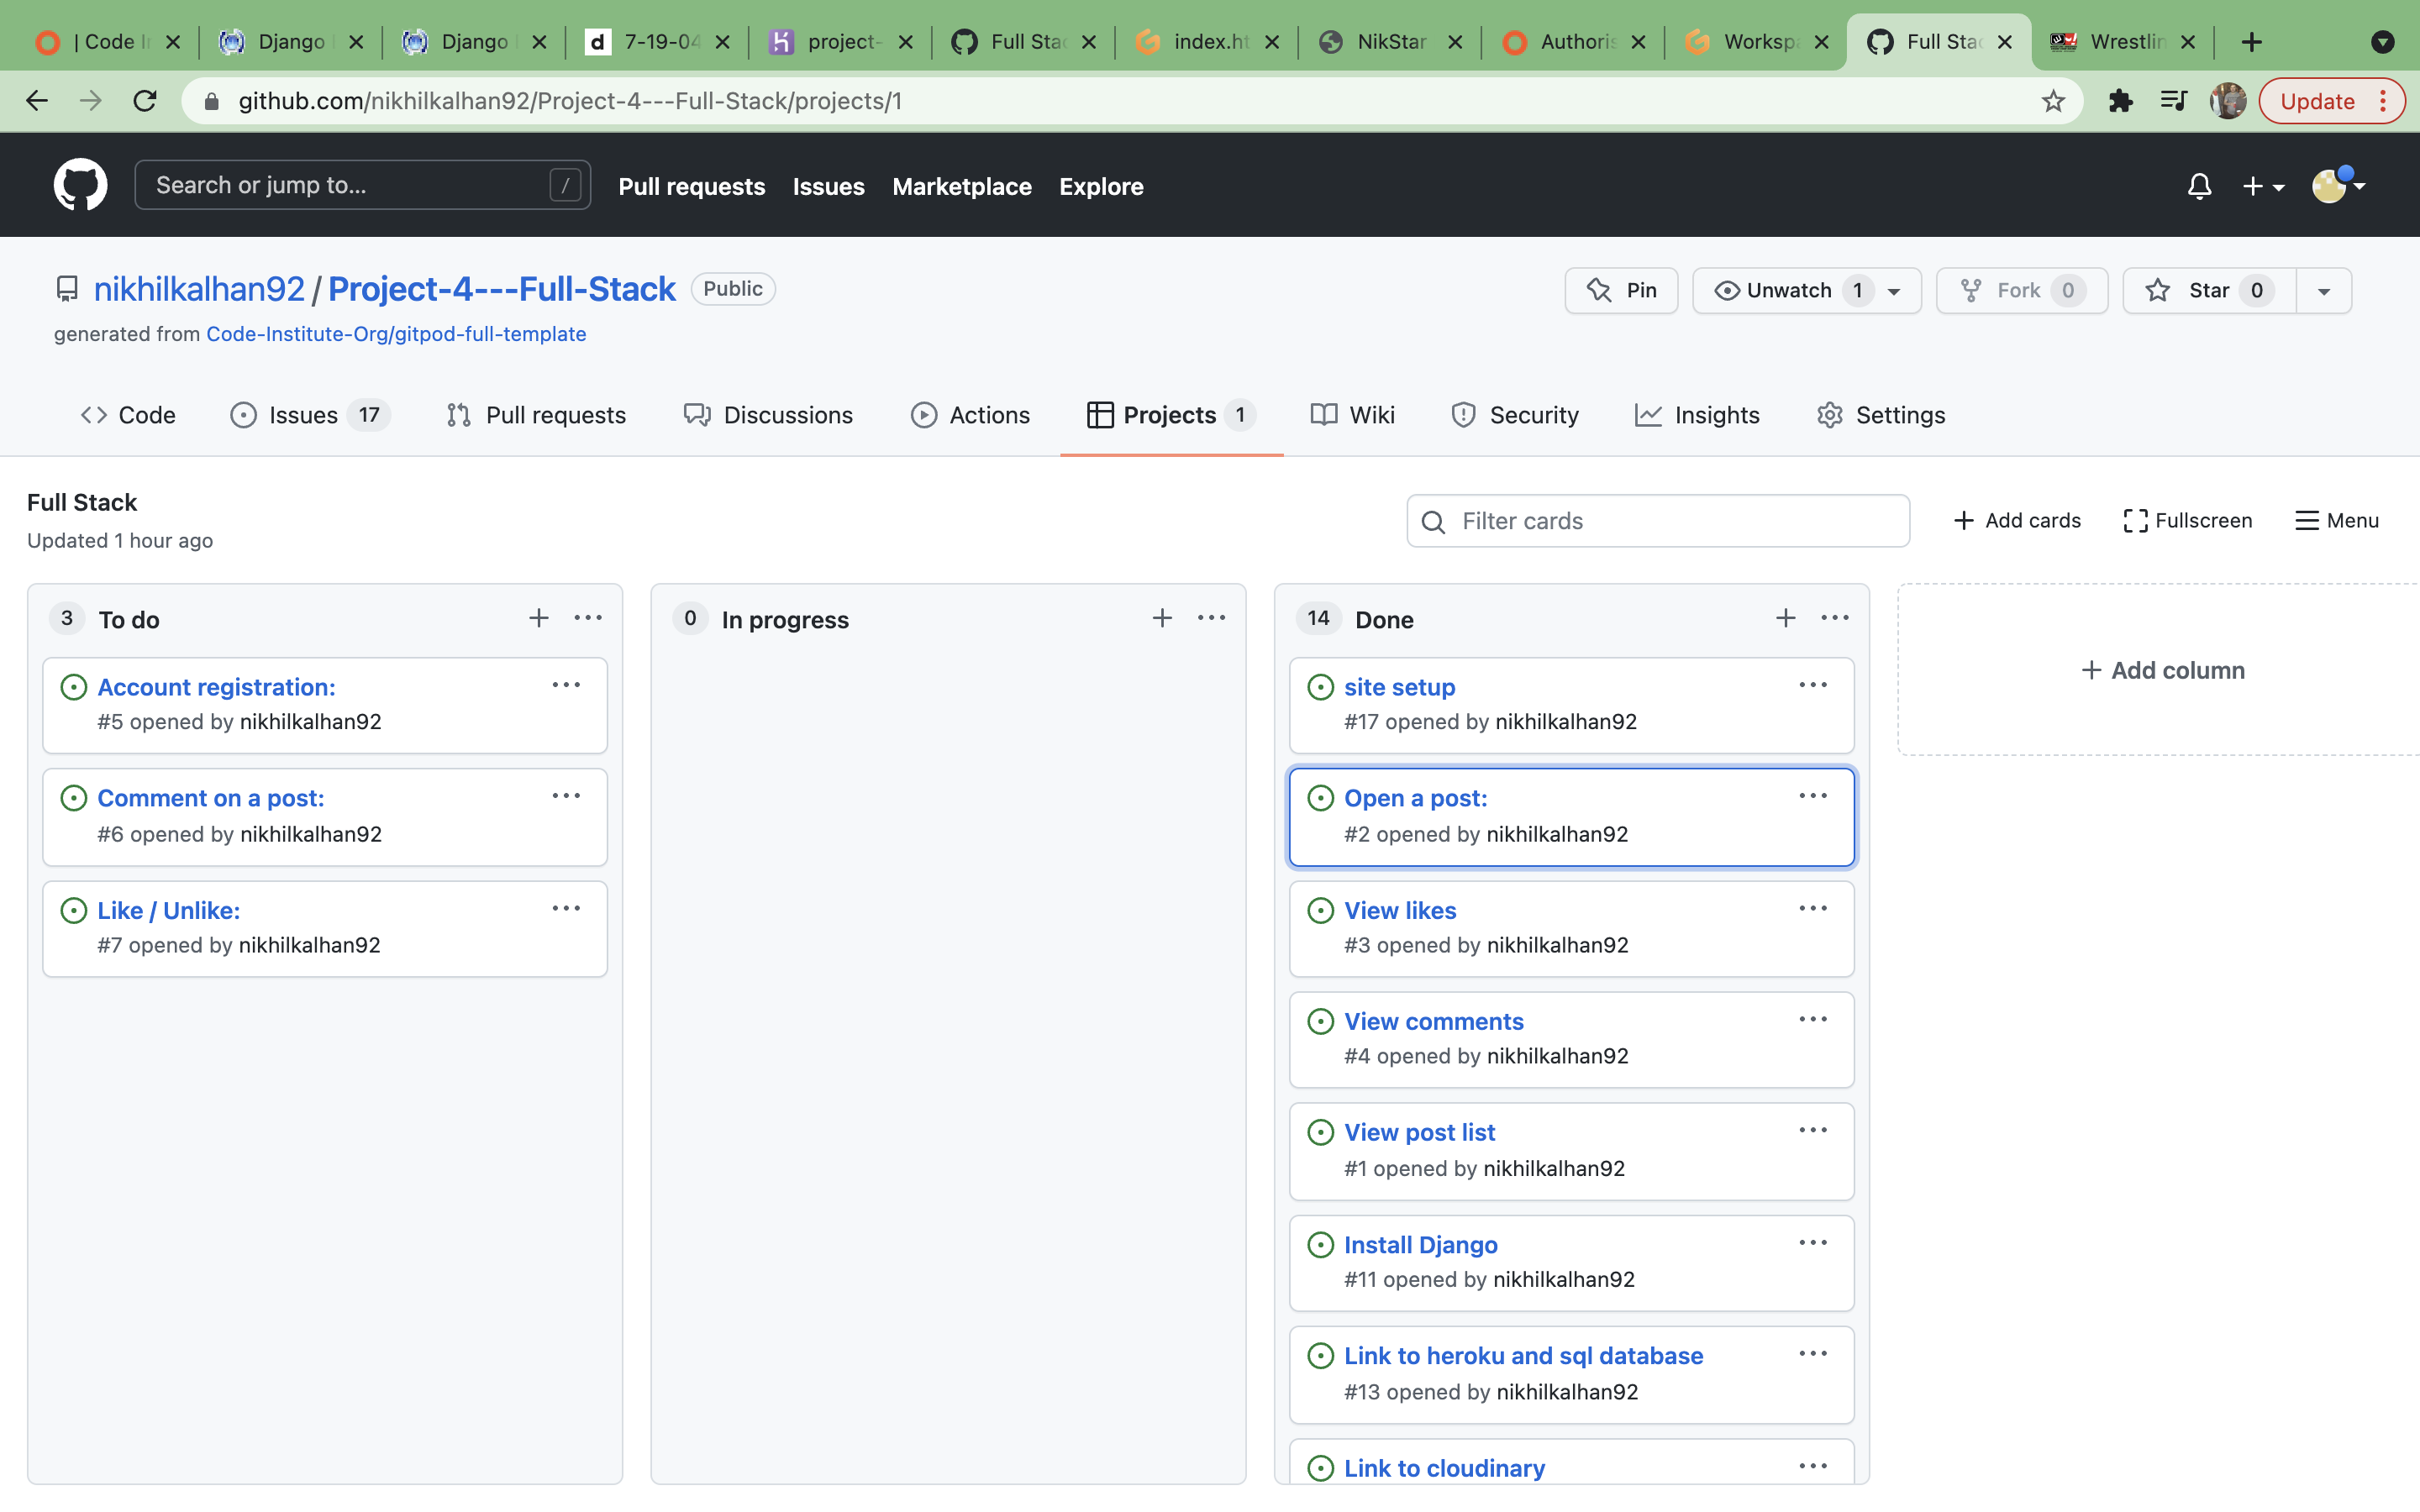 | Code I
Django
Django
7-19-04
project-
Full Stac
index.ht
NikStar
Authoris
Workspa
Full Stac
Wrestlin
github.com/nikhilkalhan92/Project-4---Full-Stack/projects/1
Update
Search or jump to...
/
Pull requests
Issues
Marketplace
Explore
nikhilkalhan92 / Project-4---Full-Stack
Public
Pin
Unwatch 1
Fork 0
Star 0
generated from Code-Institute-Org/gitpod-full-template
Code
Issues 17
Pull requests
Discussions
Actions
Projects 1
Wiki
Security
Insights
Settings
Full Stack
Updated 1 hour ago
Filter cards
Add cards
Fullscreen
Menu
3 To do
Account registration:
#5 opened by nikhilkalhan92
Comment on a post:
#6 opened by nikhilkalhan92
Like / Unlike:
#7 opened by nikhilkalhan92
0 In progress
14 Done
site setup
#17 opened by nikhilkalhan92
Open a post:
#2 opened by nikhilkalhan92
View likes
#3 opened by nikhilkalhan92
View comments
#4 opened by nikhilkalhan92
View post list
#1 opened by nikhilkalhan92
Install Django
#11 opened by nikhilkalhan92
Link to heroku and sql database
#13 opened by nikhilkalhan92
Link to cloudinary
Add column